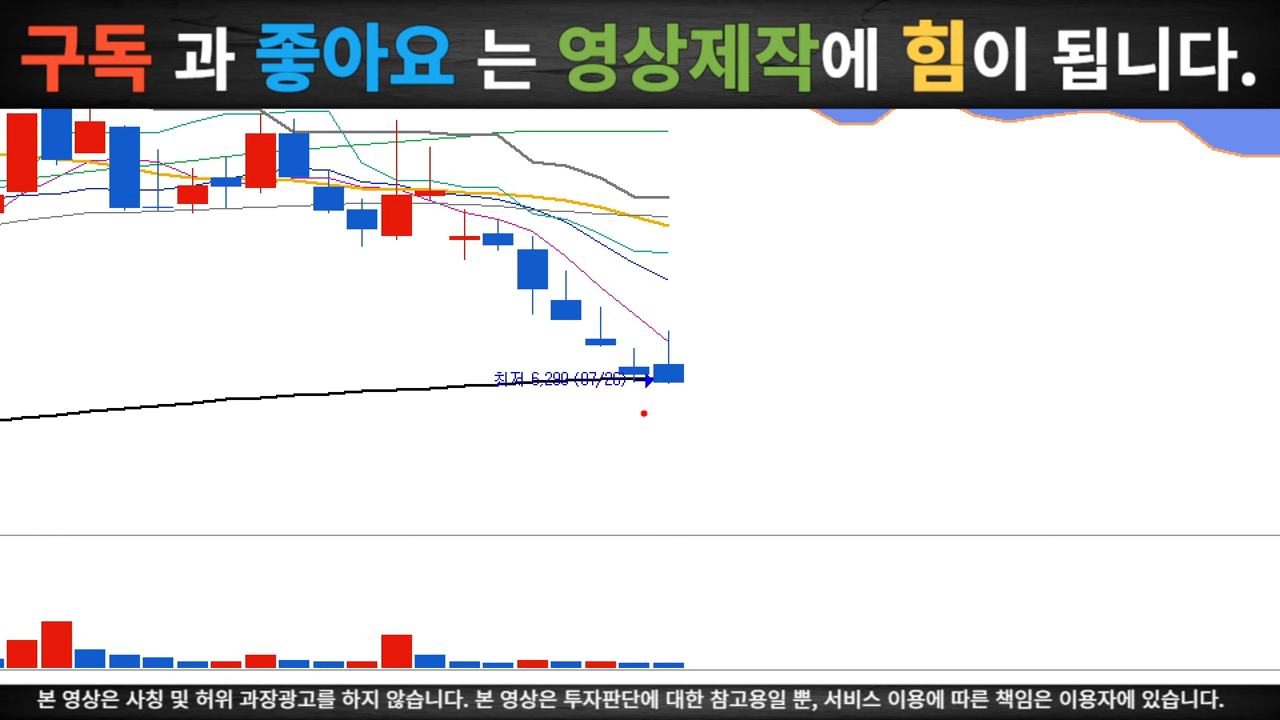 구독 과 좋아요 는 영상제작에 힘이 됩니다.
최저 6,290 (07/26)
본 영상은 사칭 및 허위 과장광고를 하지 않습니다. 본 영상은 투자판단에 대한 참고용일 뿐, 서비스 이용에 따른 책임은 이용자에 있습니다.